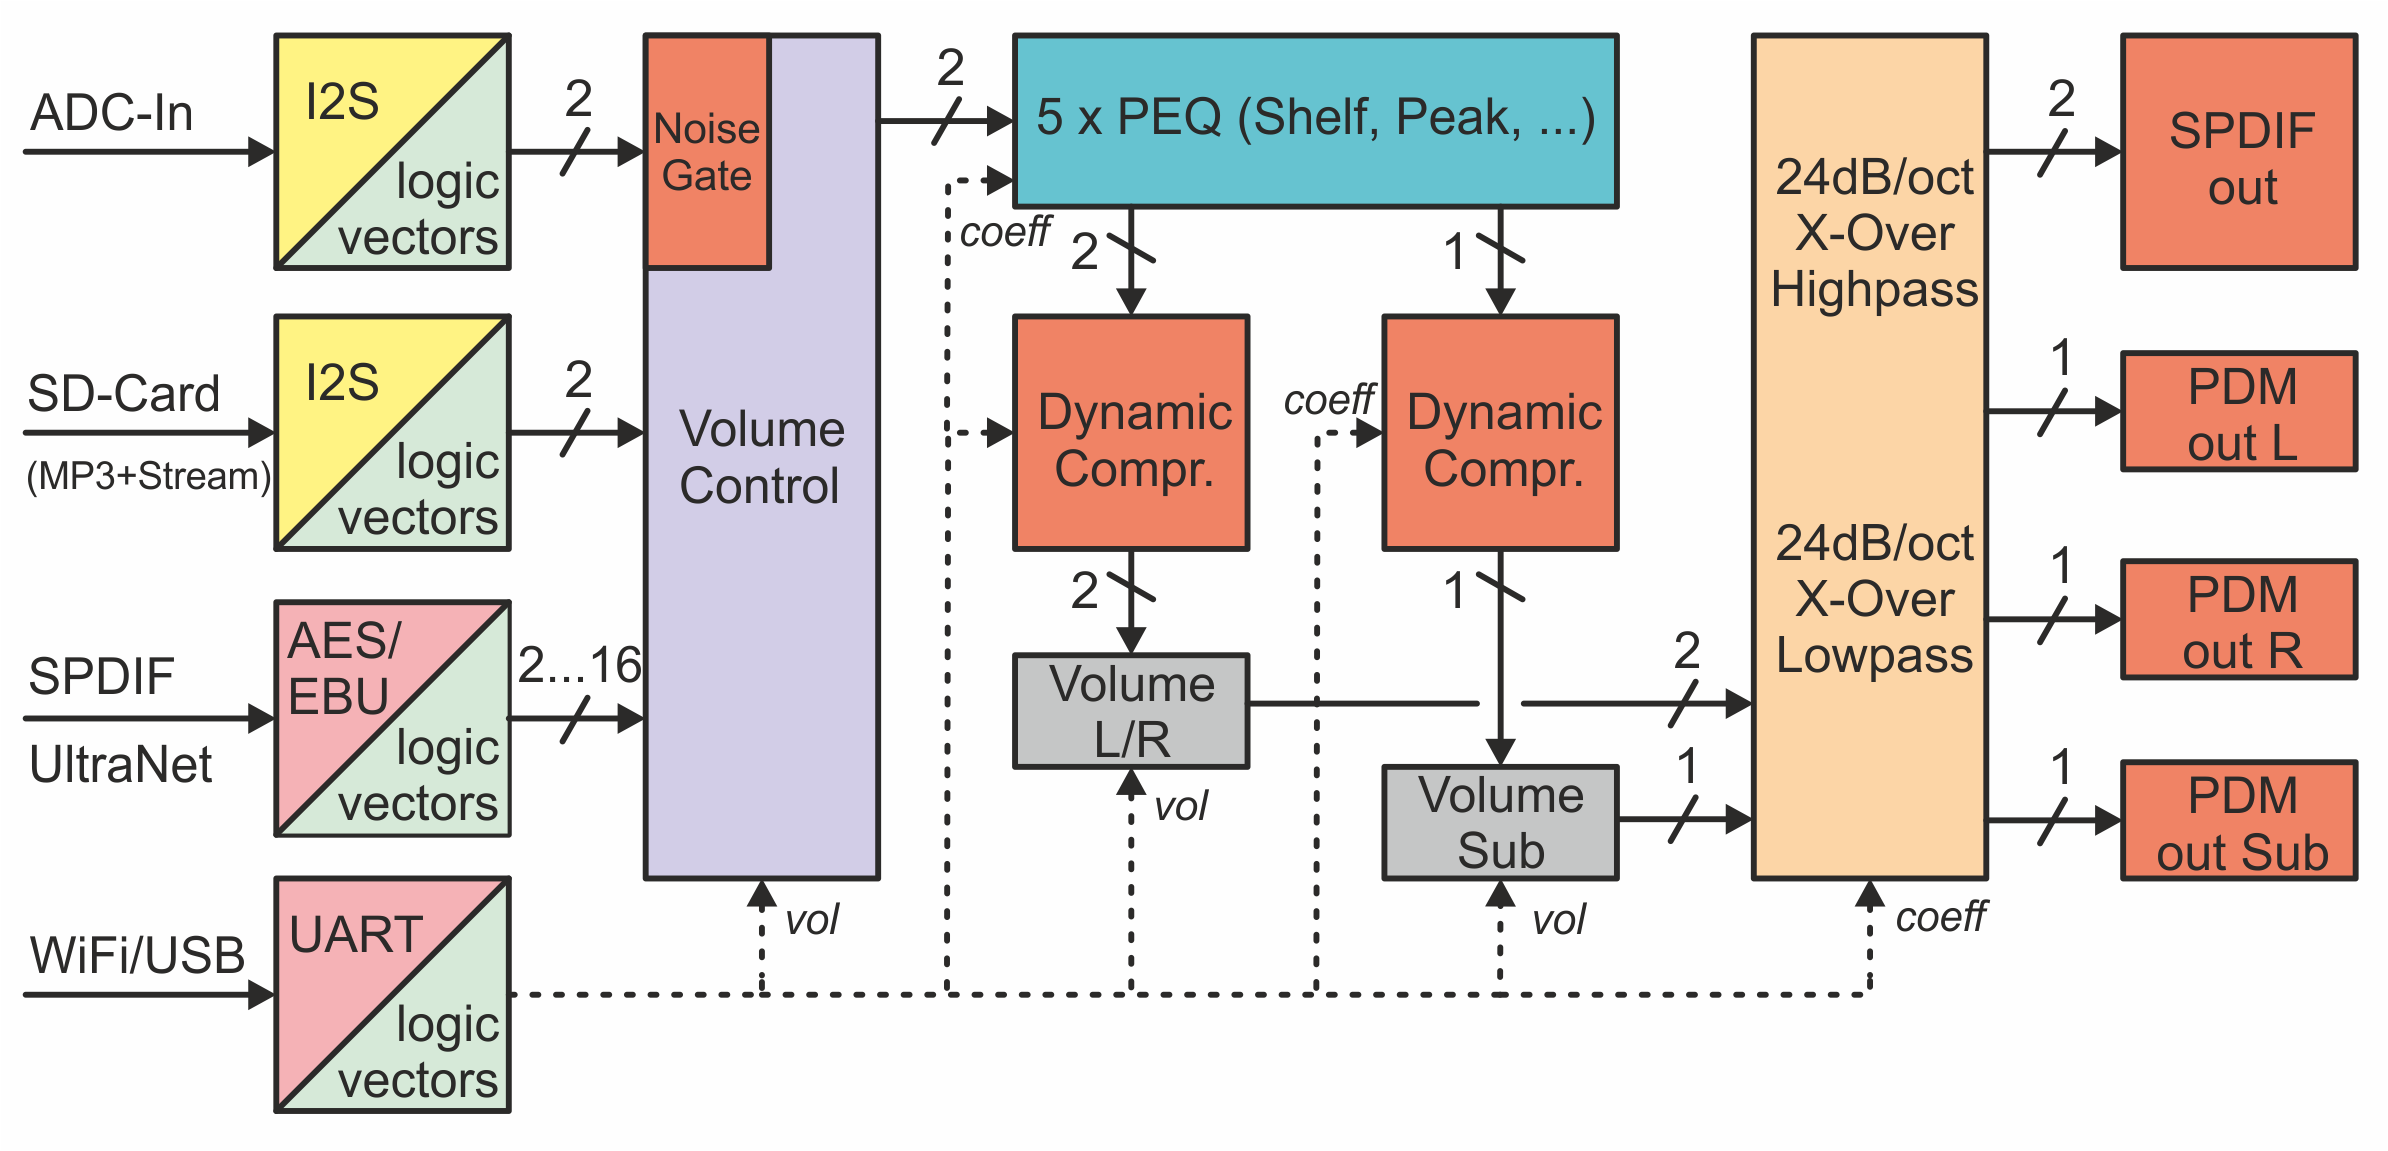 ADC-In
I2S
logic
vectors
2
Noise
Gate
SD-Card
(MP3+Stream)
I2S
logic
vectors
2
Volume
Control
SPDIF
UltraNet
AES/
EBU
logic
vectors
2...16
WiFi/USB
UART
logic
vectors
vol
2
5 x PEQ (Shelf, Peak, ...)
coeff
2
1
Dynamic
Compr.
coeff
Dynamic
Compr.
2
1
Volume
L/R
vol
Volume
Sub
vol
2
1
24dB/oct
X-Over
Highpass
24dB/oct
X-Over
Lowpass
coeff
2
SPDIF
out
1
PDM
out L
1
PDM
out R
1
PDM
out Sub